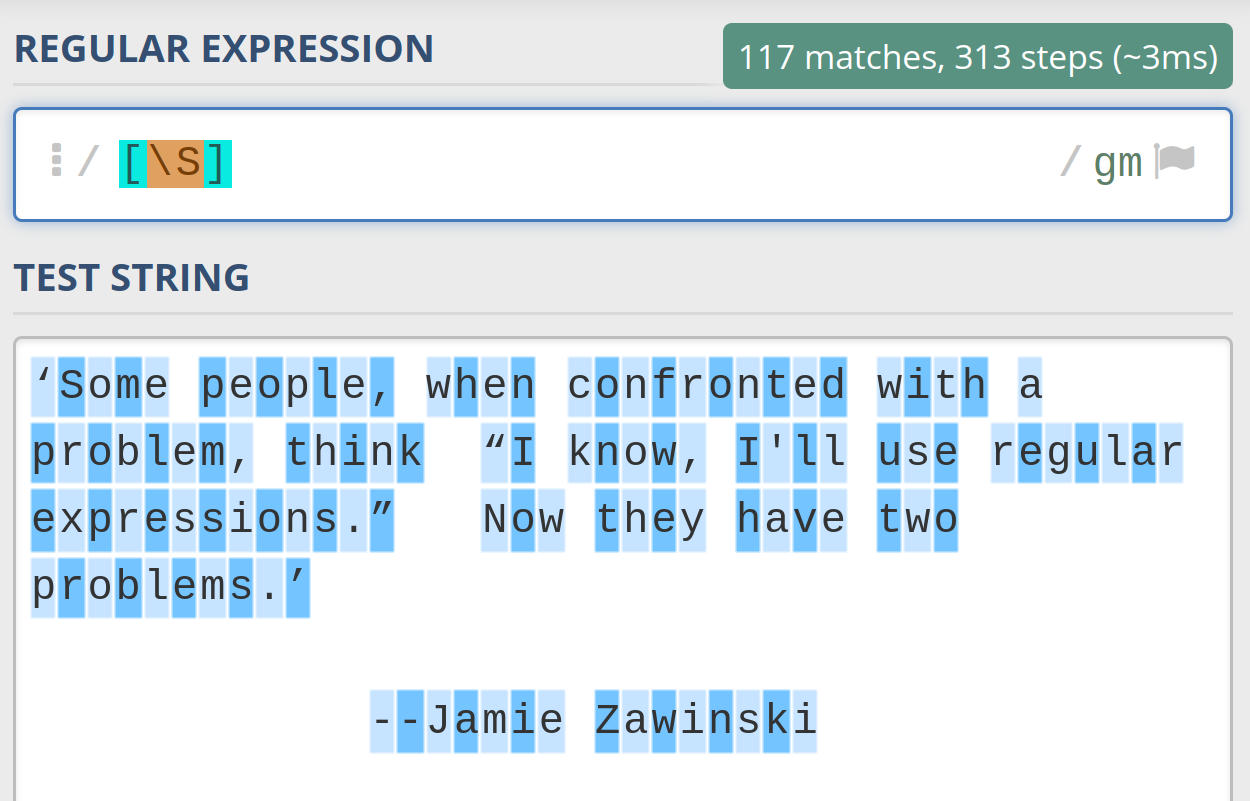 REGULAR EXPRESSION
117 matches, 313 steps (~3ms)
/ [\S] / gm
TEST STRING
‘Some people, when confronted with a
problem, think  “I know, I'll use regular
expressions.”   Now they have two
problems.’
--Jamie Zawinski